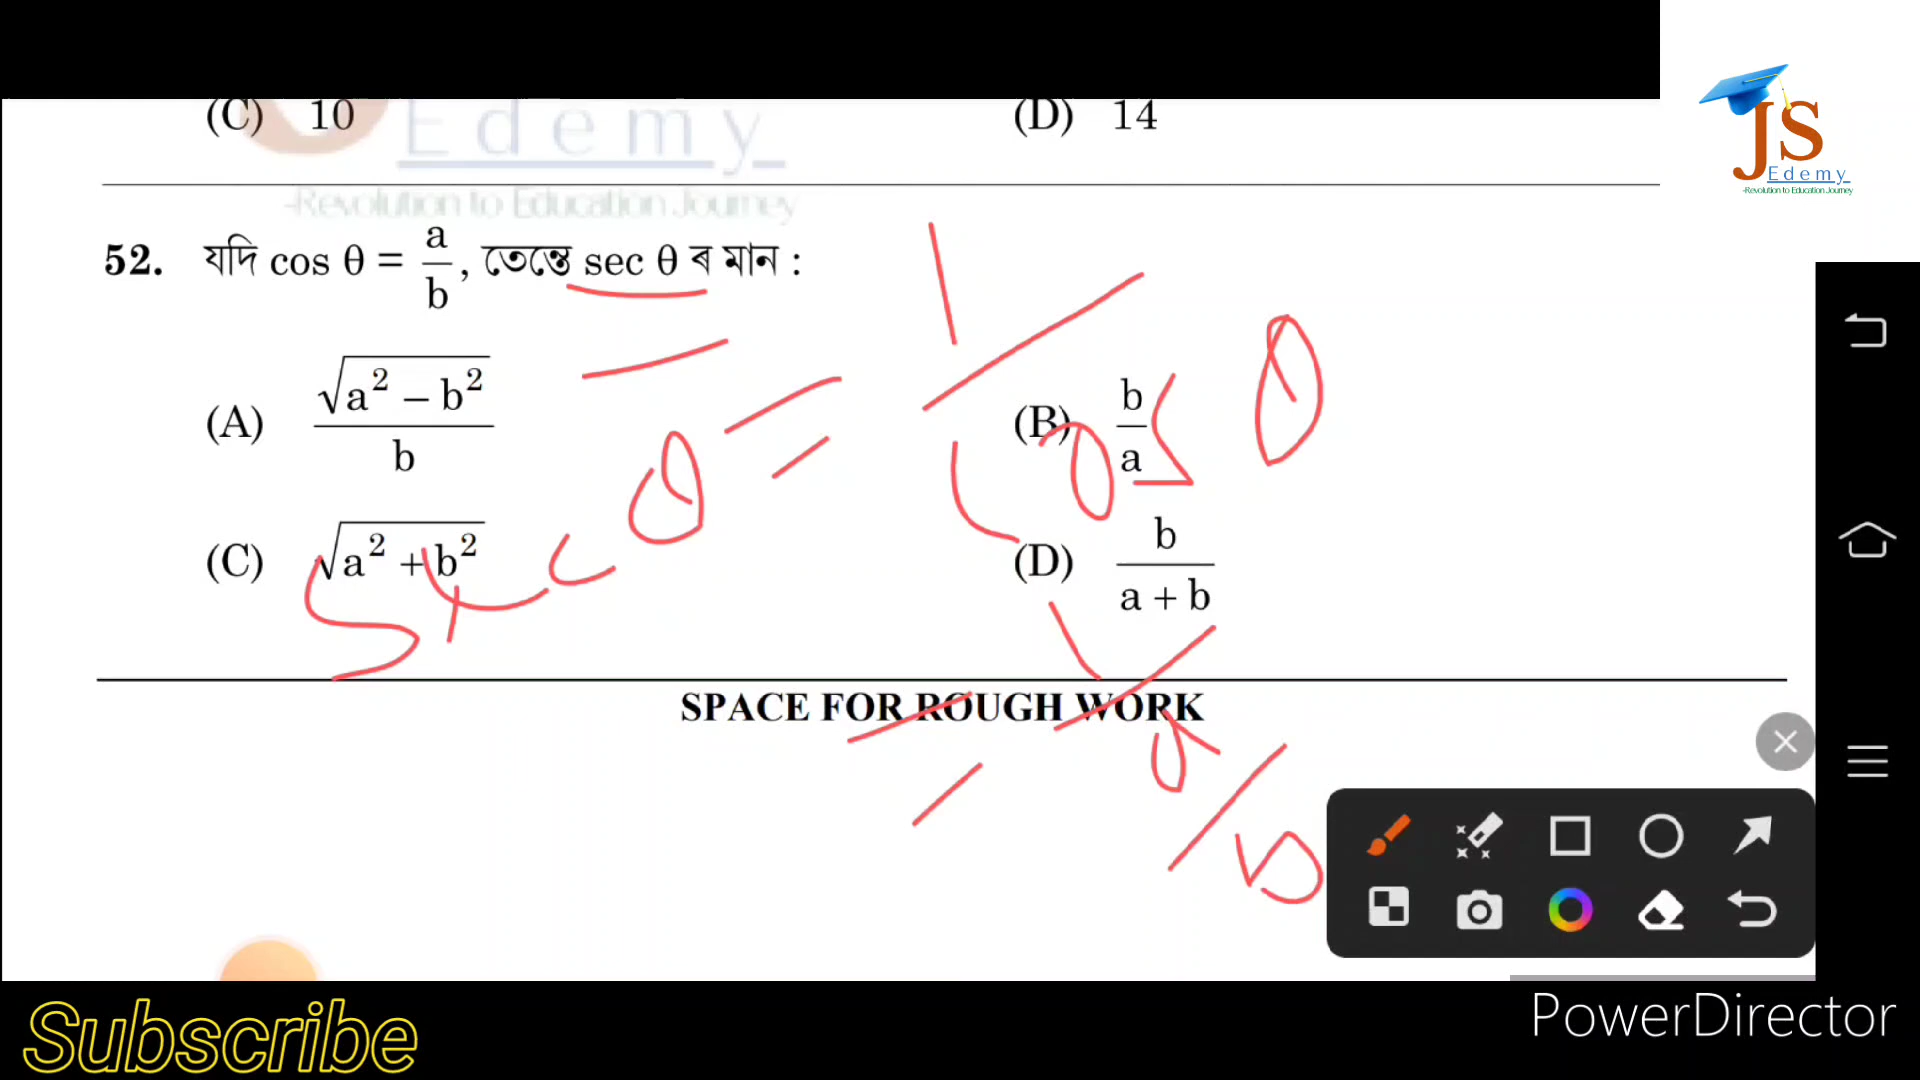 (C) 10 (D) 14
Edemy
-Revolution to Education Journey
JS
Edemy
-Revolution to Education Journey
52. যদি cos θ = a/b, তেন্তে sec θ ৰ মান :
(A) √(a² – b²)/b (B) b/a
(C) √(a² + b²) (D) b/(a + b)
sec θ = 1/cos θ
= 1/(a/b)
SPACE FOR ROUGH WORK
Subscribe
PowerDirector